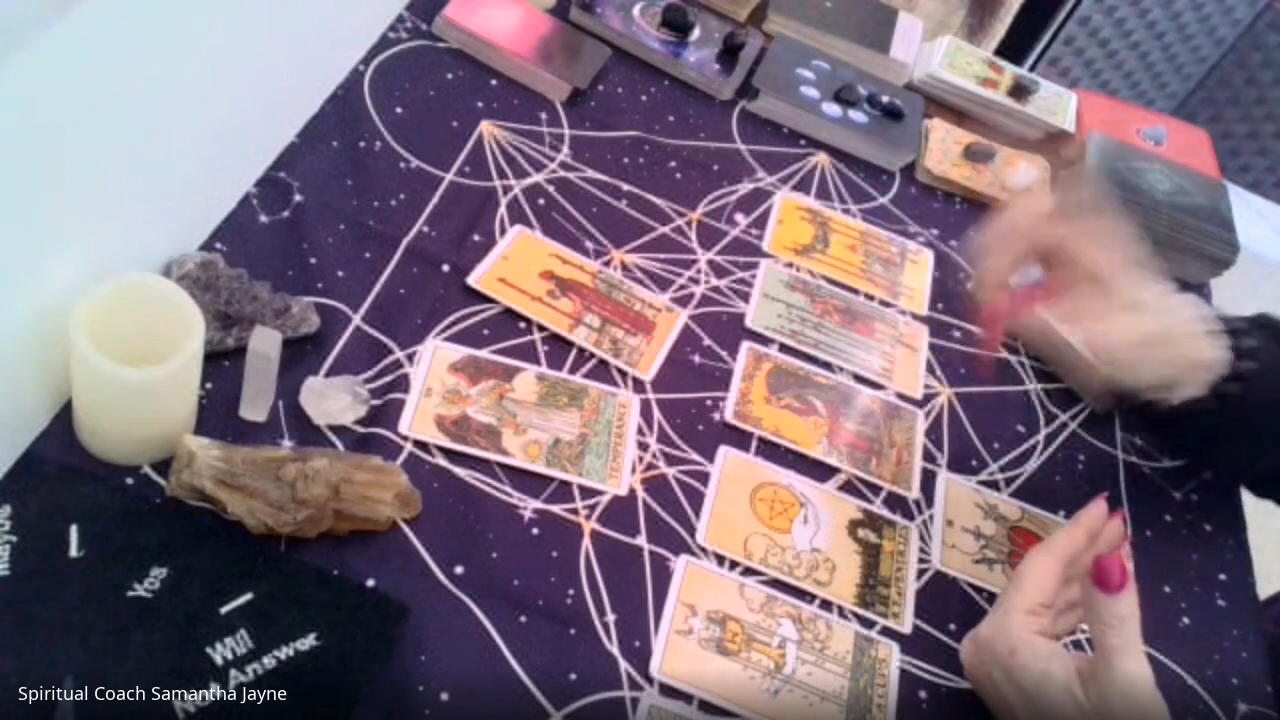 TEMPERANCE
Maybe
Yes
Will
Not Answer
Spiritual Coach Samantha Jayne